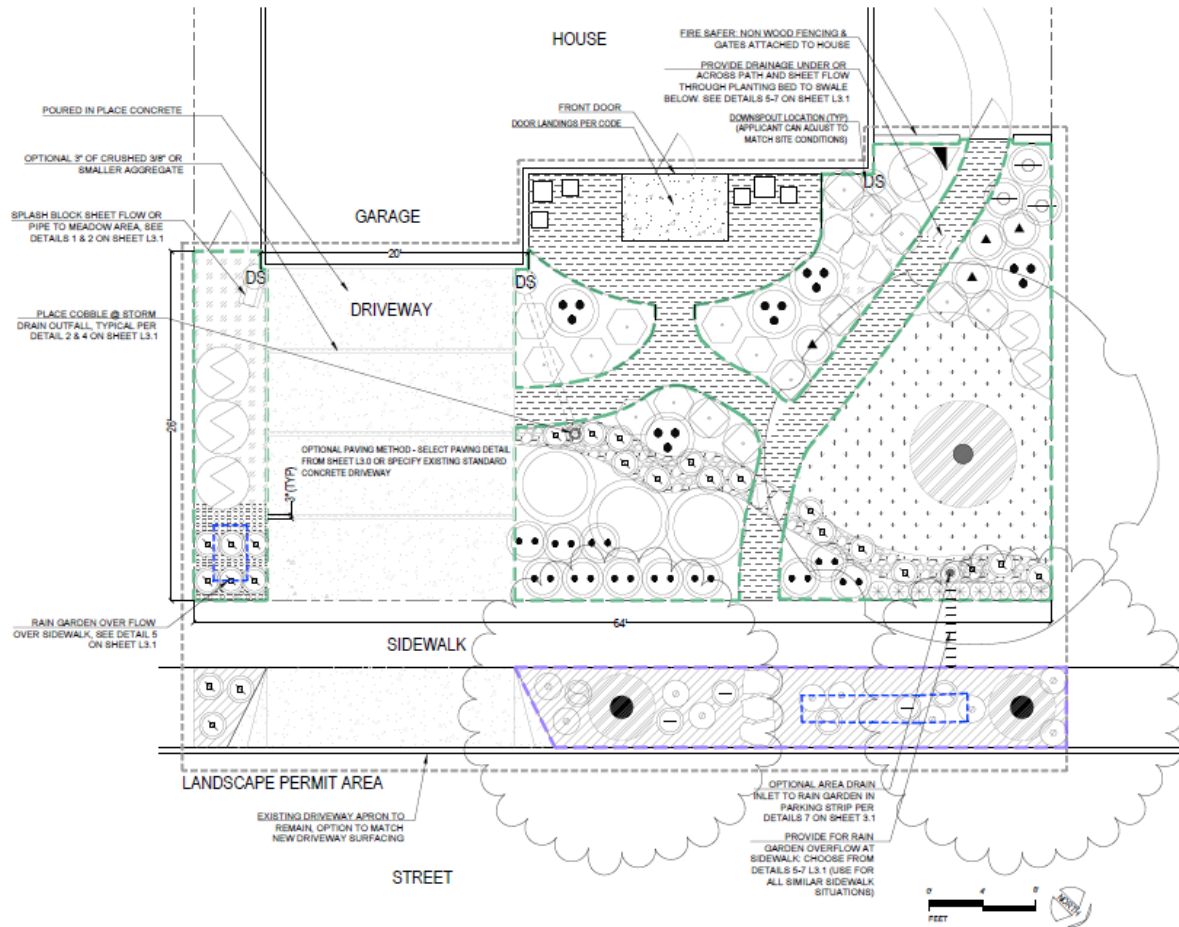 HOUSE
FIRE SAFER: NON WOOD FENCING &
GATES ATTACHED TO HOUSE
PROVIDE DRAINAGE UNDER OR
ACROSS PATH AND SHEET FLOW
THROUGH PLANTING BED TO SWALE
BELOW. SEE DETAILS 5-7 ON SHEET L3.1
POURED IN PLACE CONCRETE
FRONT DOOR
DOOR LANDINGS PER CODE
DOWNSPOUT LOCATION (TYP)
(APPLICANT CAN ADJUST TO
MATCH SITE CONDITIONS)
OPTIONAL 3" OF CRUSHED 3/8" OR
SMALLER AGGREGATE
DS
SPLASH BLOCK SHEET FLOW OR
PIPE TO MEADOW AREA, SEE
DETAILS 1 & 2 ON SHEET L3.1
GARAGE
20'
DS
DS
DRIVEWAY
PLACE COBBLE @ STORM
DRAIN OUTFALL, TYPICAL PER
DETAIL 2 & 4 ON SHEET L3.1
26'
OPTIONAL PAVING METHOD - SELECT PAVING DETAIL
FROM SHEET L3.0 OR SPECIFY EXISTING STANDARD
CONCRETE DRIVEWAY
3" (TYP)
RAIN GARDEN OVER FLOW
OVER SIDEWALK, SEE DETAIL 5
ON SHEET L3.1
64'
SIDEWALK
LANDSCAPE PERMIT AREA
EXISTING DRIVEWAY APRON TO
REMAIN, OPTION TO MATCH
NEW DRIVEWAY SURFACING
OPTIONAL AREA DRAIN
INLET TO RAIN GARDEN IN
PARKING STRIP PER
DETAILS 7 ON SHEET 3.1
PROVIDE FOR RAIN
GARDEN OVERFLOW AT
SIDEWALK: CHOOSE FROM
DETAILS 5-7 L3.1 (USE FOR
ALL SIMILAR SIDEWALK
SITUATIONS)
STREET
0' 4' 8'
FEET
NORTH